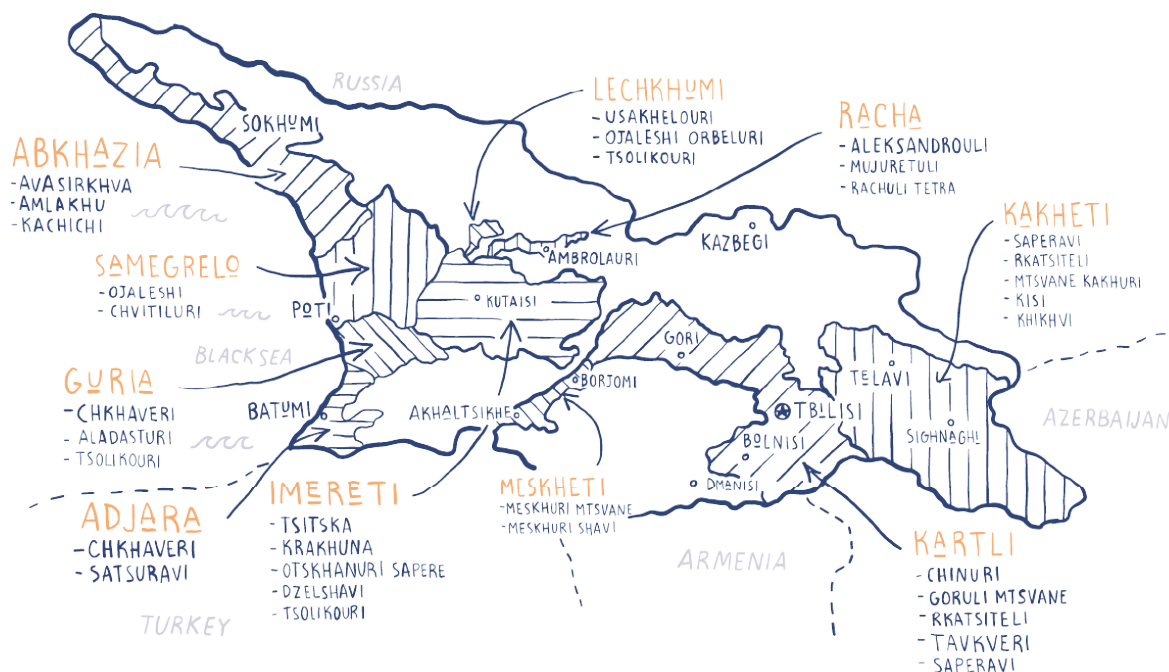 RUSSIA
LECHKHUMI
- USAKHELOURI
- OJALESHI ORBELURI
- TSOLIKOURI
RACHA
- ALEKSANDROULI
- MUJURETULI
- RACHULI TETRA
SOKHUMI
ABKHAZIA
- AVASIRKHVA
- AMLAKHU
- KACHICHI
KAKHETI
- SAPERAVI
- RKATSITELI
- MTSVANE KAKHURI
- KISI
- KHIKHVI
KAZBEGI
AMBROLAURI
SAMEGRELO
- OJALESHI
- CHVITILURI
POTI
KUTAISI
BLACK SEA
GORI
TELAVI
GURIA
- CHKHAVERI
- ALADASTURI
- TSOLIKOURI
BATUMI
AKHALTSIKHE
BORJOMI
TBILISI
BOLNISI
SIGHNAGHI
AZERBAIJAN
DMANISI
ADJARA
- CHKHAVERI
- SATSURAVI
IMERETI
- TSITSKA
- KRAKHUNA
- OTSKHANURI SAPERE
- DZELSHAVI
- TSOLIKOURI
MESKHETI
- MESKHURI MTSVANE
- MESKHURI SHAVI
ARMENIA
KARTLI
- CHINURI
- GORULI MTSVANE
- RKATSITELI
- TAVKVERI
- SAPERAVI
TURKEY